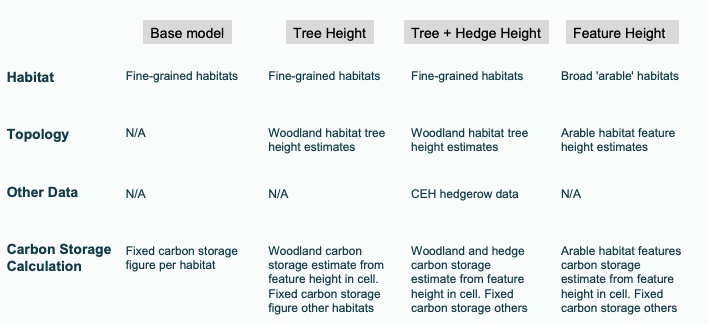 Base model Tree Height Tree + Hedge Height Feature Height
Habitat Fine-grained habitats Fine-grained habitats Fine-grained habitats Broad 'arable' habitats
Topology N/A Woodland habitat tree Woodland habitat tree Arable habitat feature
height estimates height estimates height estimates
Other Data N/A N/A CEH hedgerow data N/A
Carbon Storage Fixed carbon storage Woodland carbon Woodland and hedge Arable habitat features
Calculation figure per habitat storage estimate from carbon storage carbon storage
feature height in cell. estimate from feature estimate from feature
Fixed carbon storage height in cell. Fixed height in cell. Fixed
figure other habitats carbon storage others carbon storage others